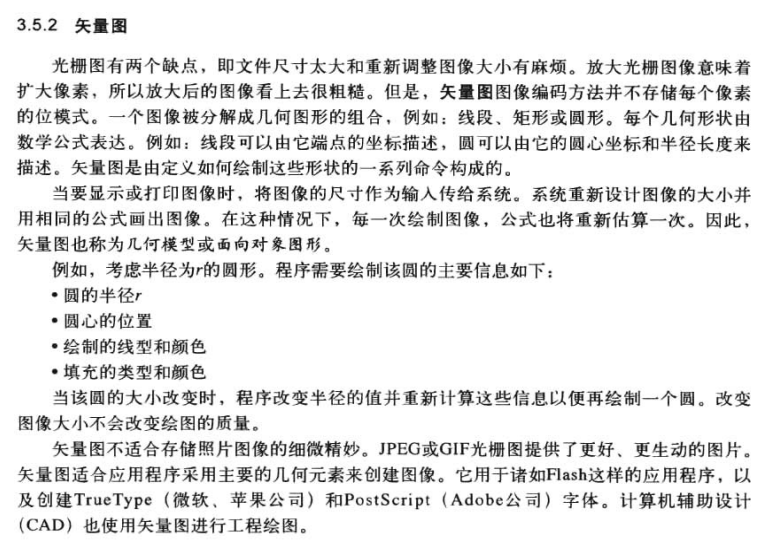 3.5.2 矢量图
光栅图有两个缺点，即文件尺寸太大和重新调整图像大小有麻烦。放大光栅图像意味着
扩大像素，所以放大后的图像看上去很粗糙。但是，矢量图图像编码方法并不存储每个像素
的位模式。一个图像被分解成几何图形的组合，例如：线段、矩形或圆形。每个几何形状由
数学公式表达。例如：线段可以由它端点的坐标描述，圆可以由它的圆心坐标和半径长度来
描述。矢量图是由定义如何绘制这些形状的一系列命令构成的。
当要显示或打印图像时，将图像的尺寸作为输入传给系统。系统重新设计图像的大小并
用相同的公式画出图像。在这种情况下，每一次绘制图像，公式也将重新估算一次。因此，
矢量图也称为几何模型或面向对象图形。
例如，考虑半径为r的圆形。程序需要绘制该圆的主要信息如下：
• 圆的半径r
• 圆心的位置
• 绘制的线型和颜色
• 填充的类型和颜色
当该圆的大小改变时，程序改变半径的值并重新计算这些信息以便再绘制一个圆。改变
图像大小不会改变绘图的质量。
矢量图不适合存储照片图像的细微精妙。JPEG或GIF光栅图提供了更好、更生动的图片。
矢量图适合应用程序采用主要的几何元素来创建图像。它用于诸如Flash这样的应用程序，以
及创建TrueType（微软、苹果公司）和PostScript（Adobe公司）字体。计算机辅助设计
（CAD）也使用矢量图进行工程绘图。